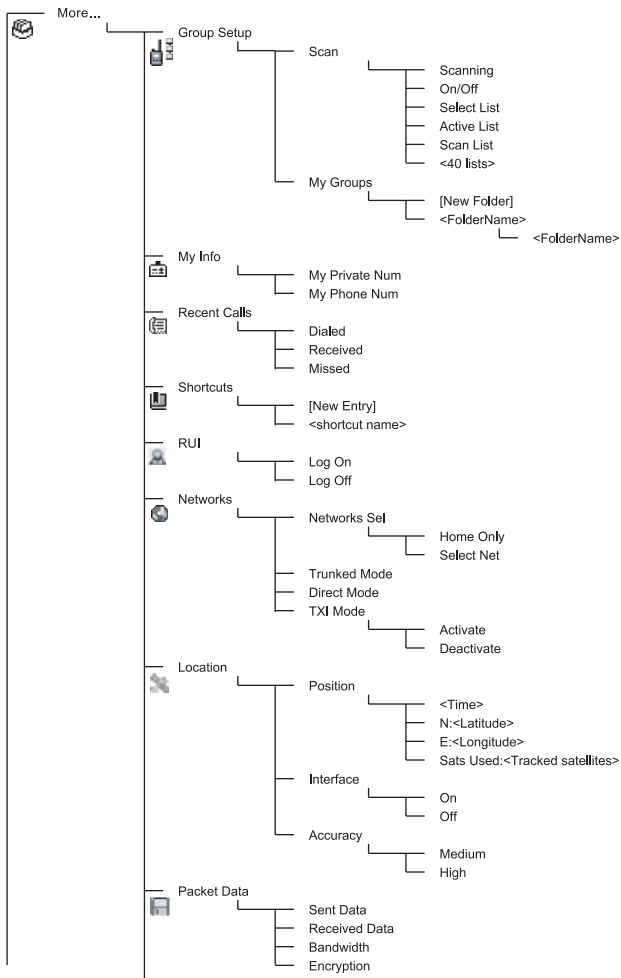 More...
Group Setup
Scan
Scanning
On/Off
Select List
Active List
Scan List
<40 lists>
My Groups
[New Folder]
<FolderName>
<FolderName>
My Info
My Private Num
My Phone Num
Recent Calls
Dialed
Received
Missed
Shortcuts
[New Entry]
<shortcut name>
RUI
Log On
Log Off
Networks
Networks Sel
Home Only
Select Net
Trunked Mode
Direct Mode
TXI Mode
Activate
Deactivate
Location
Position
<Time>
N:<Latitude>
E:<Longitude>
Sats Used:<Tracked satellites>
Interface
On
Off
Accuracy
Medium
High
Packet Data
Sent Data
Received Data
Bandwidth
Encryption